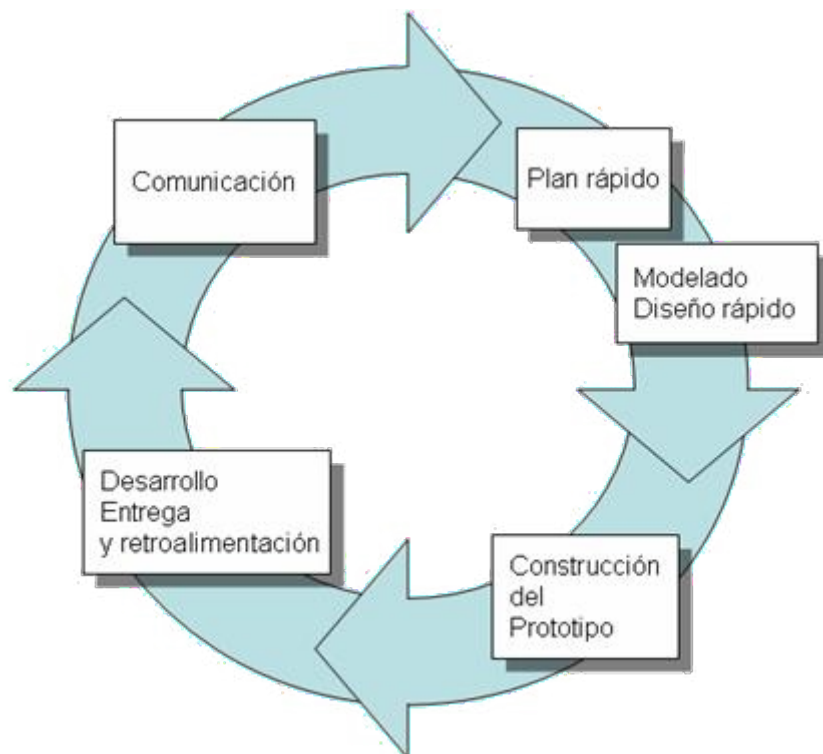 Comunicación
Plan rápido
Modelado
Diseño rápido
Construcción
del
Prototipo
Desarrollo
Entrega
y retroalimentación